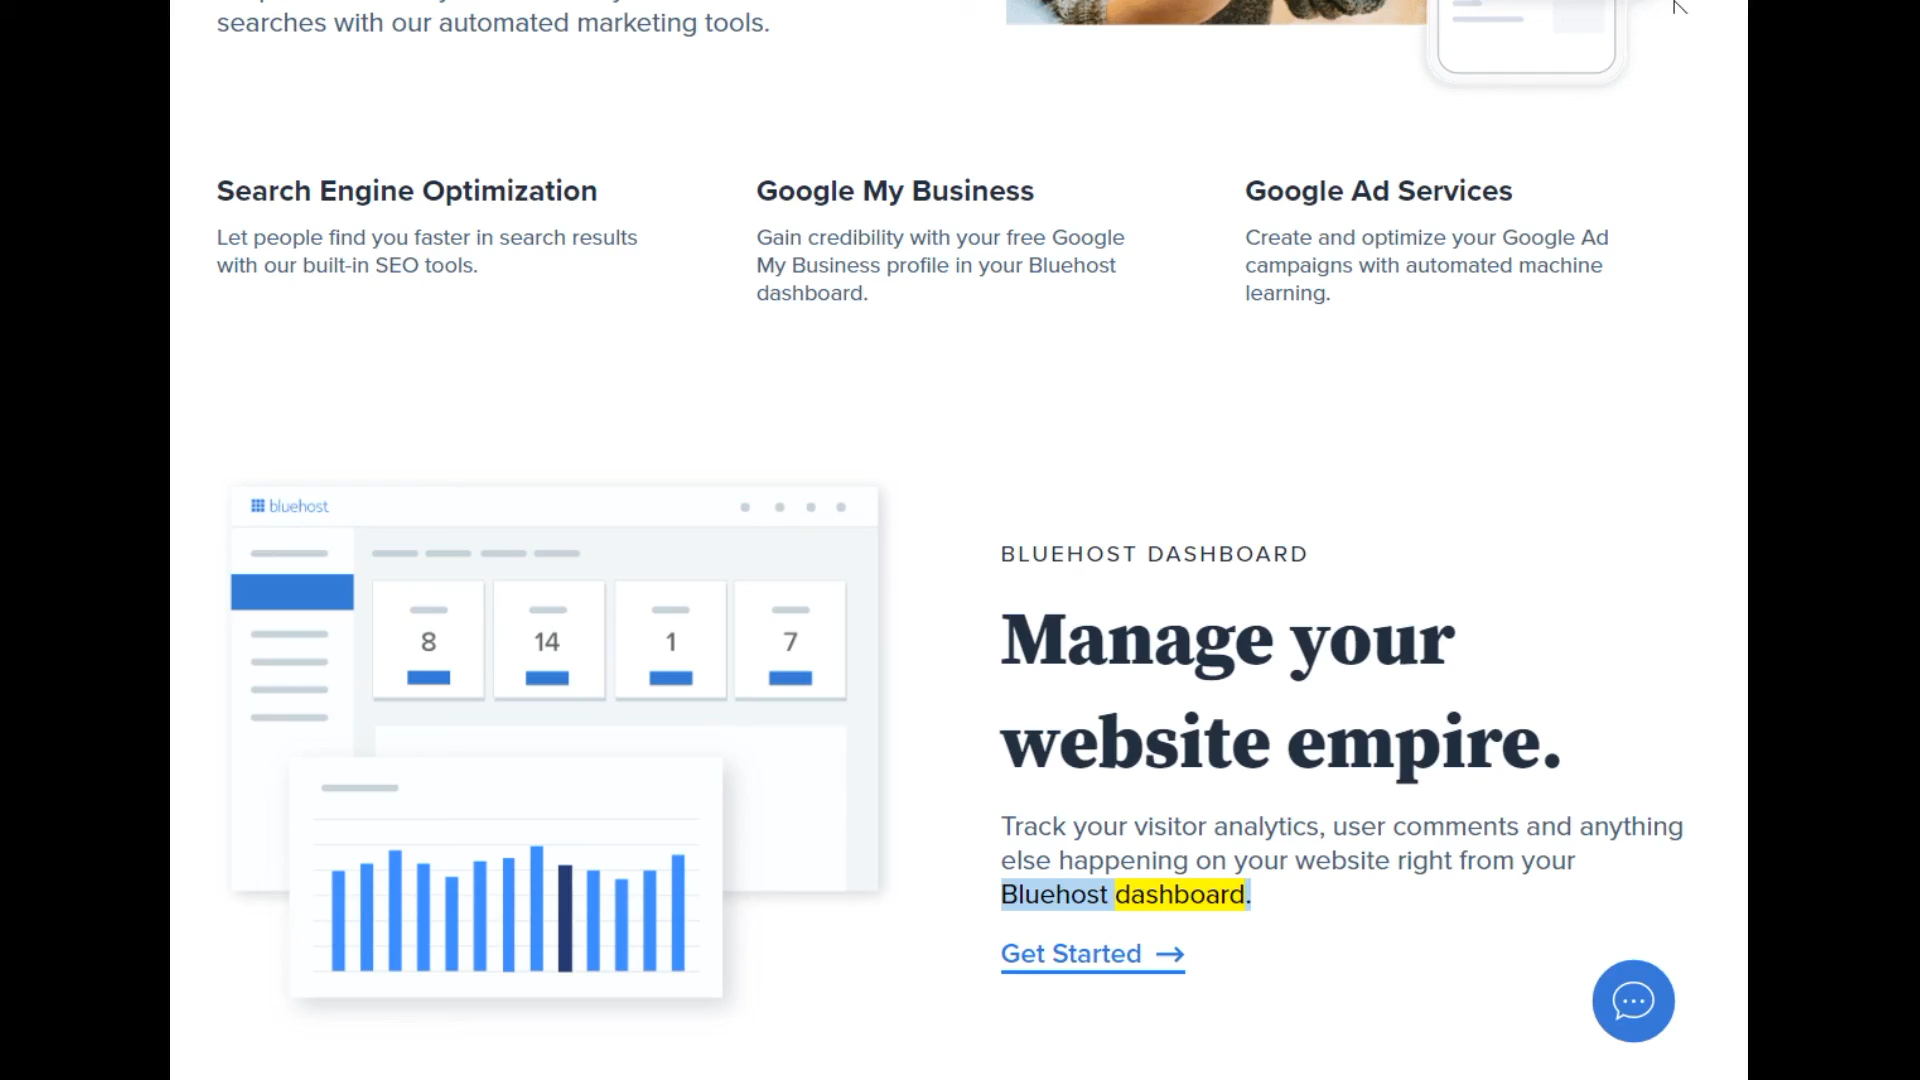 searches with our automated marketing tools.
Search Engine Optimization
Let people find you faster in search results
with our built-in SEO tools.
Google My Business
Gain credibility with your free Google
My Business profile in your Bluehost
dashboard.
Google Ad Services
Create and optimize your Google Ad
campaigns with automated machine
learning.
bluehost
8
14
1
7
BLUEHOST DASHBOARD
Manage your
website empire.
Track your visitor analytics, user comments and anything
else happening on your website right from your
Bluehost dashboard.
Get Started →